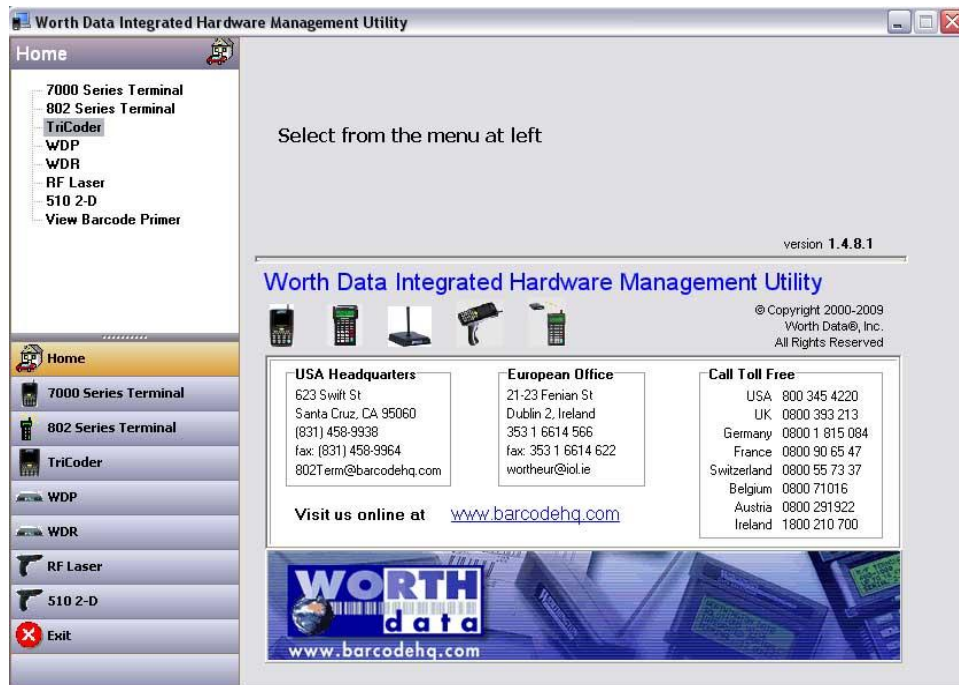 Worth Data Integrated Hardware Management Utility
Home
7000 Series Terminal
802 Series Terminal
TriCoder
WDP
WDR
RF Laser
510 2-D
View Barcode Primer
Home
7000 Series Terminal
802 Series Terminal
TriCoder
WDP
WDR
RF Laser
510 2-D
Exit
Select from the menu at left
version 1.4.8.1
Worth Data Integrated Hardware Management Utility
© Copyright 2000-2009
Worth Data®, Inc.
All Rights Reserved
USA Headquarters
623 Swift St
Santa Cruz, CA 95060
(831) 458-9938
fax: (831) 458-9964
802Term@barcodehq.com
European Office
21-23 Fenian St
Dublin 2, Ireland
353 1 6614 566
fax: 353 1 6614 622
wortheur@iol.ie
Call Toll Free
USA 800 345 4220
UK 0800 393 213
Germany 0800 1 815 084
France 0800 90 65 47
Switzerland 0800 55 73 37
Belgium 0800 71016
Austria 0800 291922
Ireland 1800 210 700
Visit us online at www.barcodehq.com
WORTH
data
www.barcodehq.com